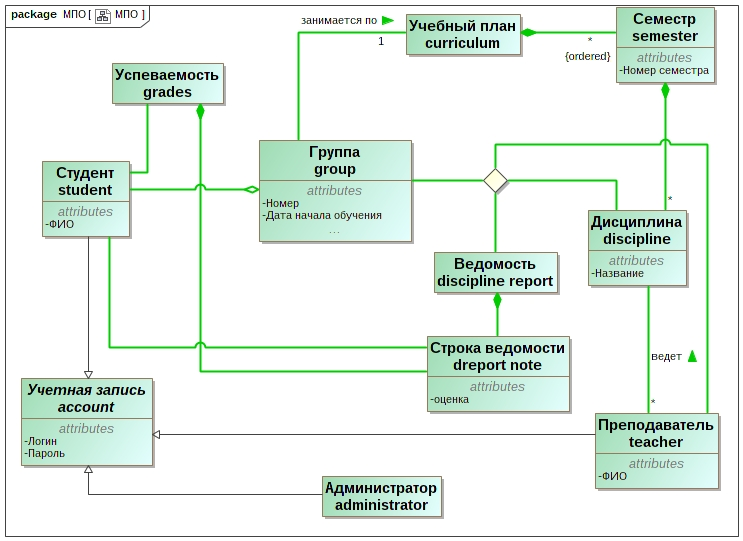 package МПО [ МПО ]
занимается по
1
Учебный план
curriculum
*
{ordered}
Семестр
semester
attributes
-Номер семестра
Успеваемость
grades
Группа
group
attributes
-Номер
-Дата начала обучения
...
Студент
student
attributes
-ФИО
*
Дисциплина
discipline
attributes
-Название
Ведомость
discipline report
Строка ведомости
dreport note
attributes
-оценка
ведет
*
Учетная запись
account
attributes
-Логин
-Пароль
Преподаватель
teacher
attributes
-ФИО
Администратор
administrator